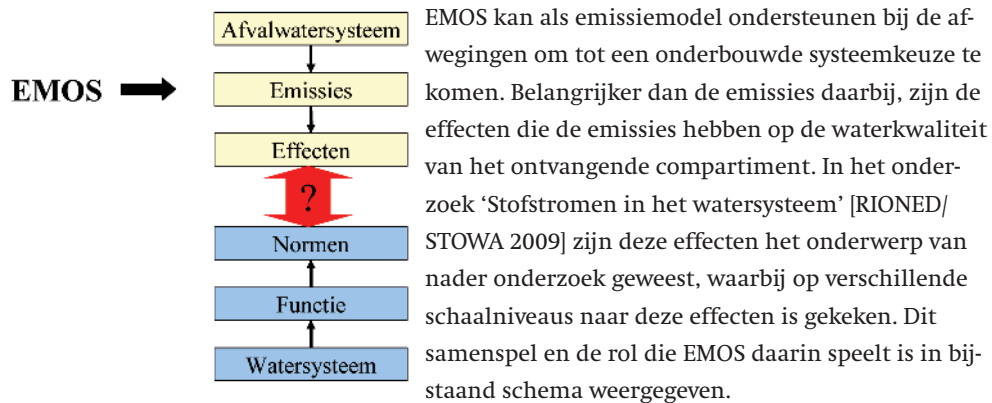 Afvalwatersysteem
EMOS
Emissies
Effecten
?
Normen
Functie
Watersysteem
EMOS kan als emissiemodel ondersteunen bij de af-
wegingen om tot een onderbouwde systeemkeuze te
komen. Belangrijker dan de emissies daarbij, zijn de
effecten die de emissies hebben op de waterkwaliteit
van het ontvangende compartiment. In het onder-
zoek ‘Stofstromen in het watersysteem’ [RIONED/
STOWA 2009] zijn deze effecten het onderwerp van
nader onderzoek geweest, waarbij op verschillende
schaalniveaus naar deze effecten is gekeken. Dit
samenspel en de rol die EMOS daarin speelt is in bij-
staand schema weergegeven.